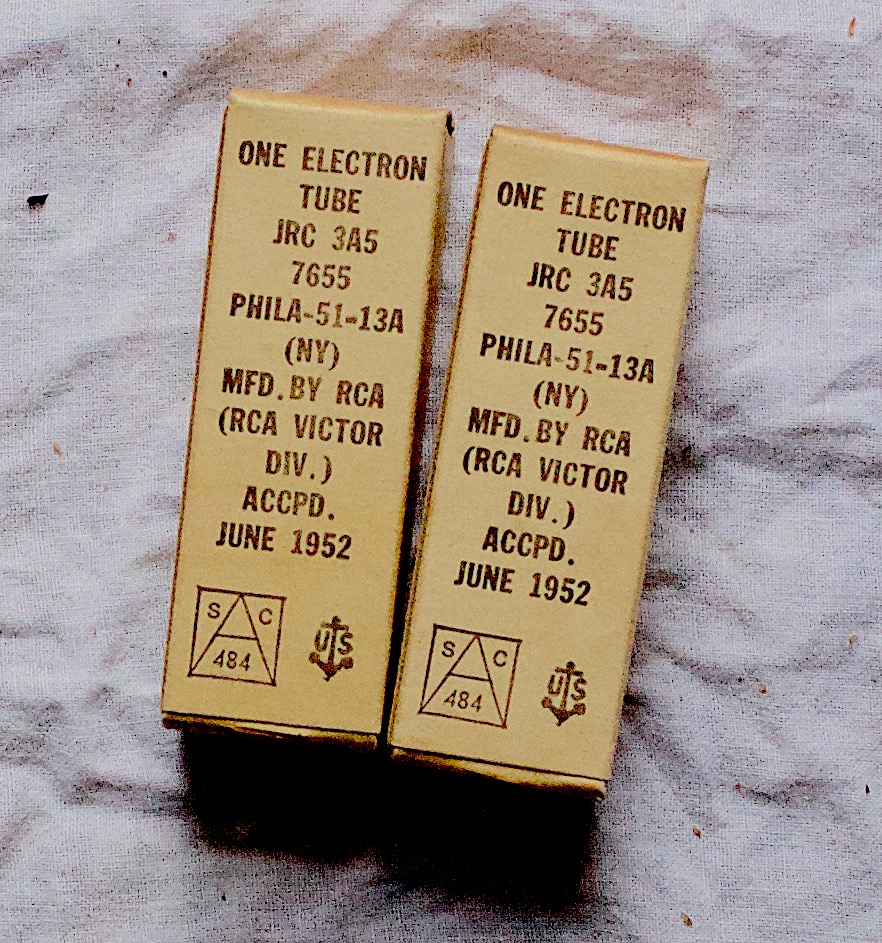 ONE ELECTRON
TUBE
JRC 3A5
7655
PHILA-51-13A
(NY)
MFD. BY RCA
(RCA VICTOR
DIV.)
ACCPD.
JUNE 1952
S A C
484
U S
ONE ELECTRON
TUBE
JRC 3A5
7655
PHILA-51-13A
(NY)
MFD. BY RCA
(RCA VICTOR
DIV.)
ACCPD.
JUNE 1952
S A C
484
U S